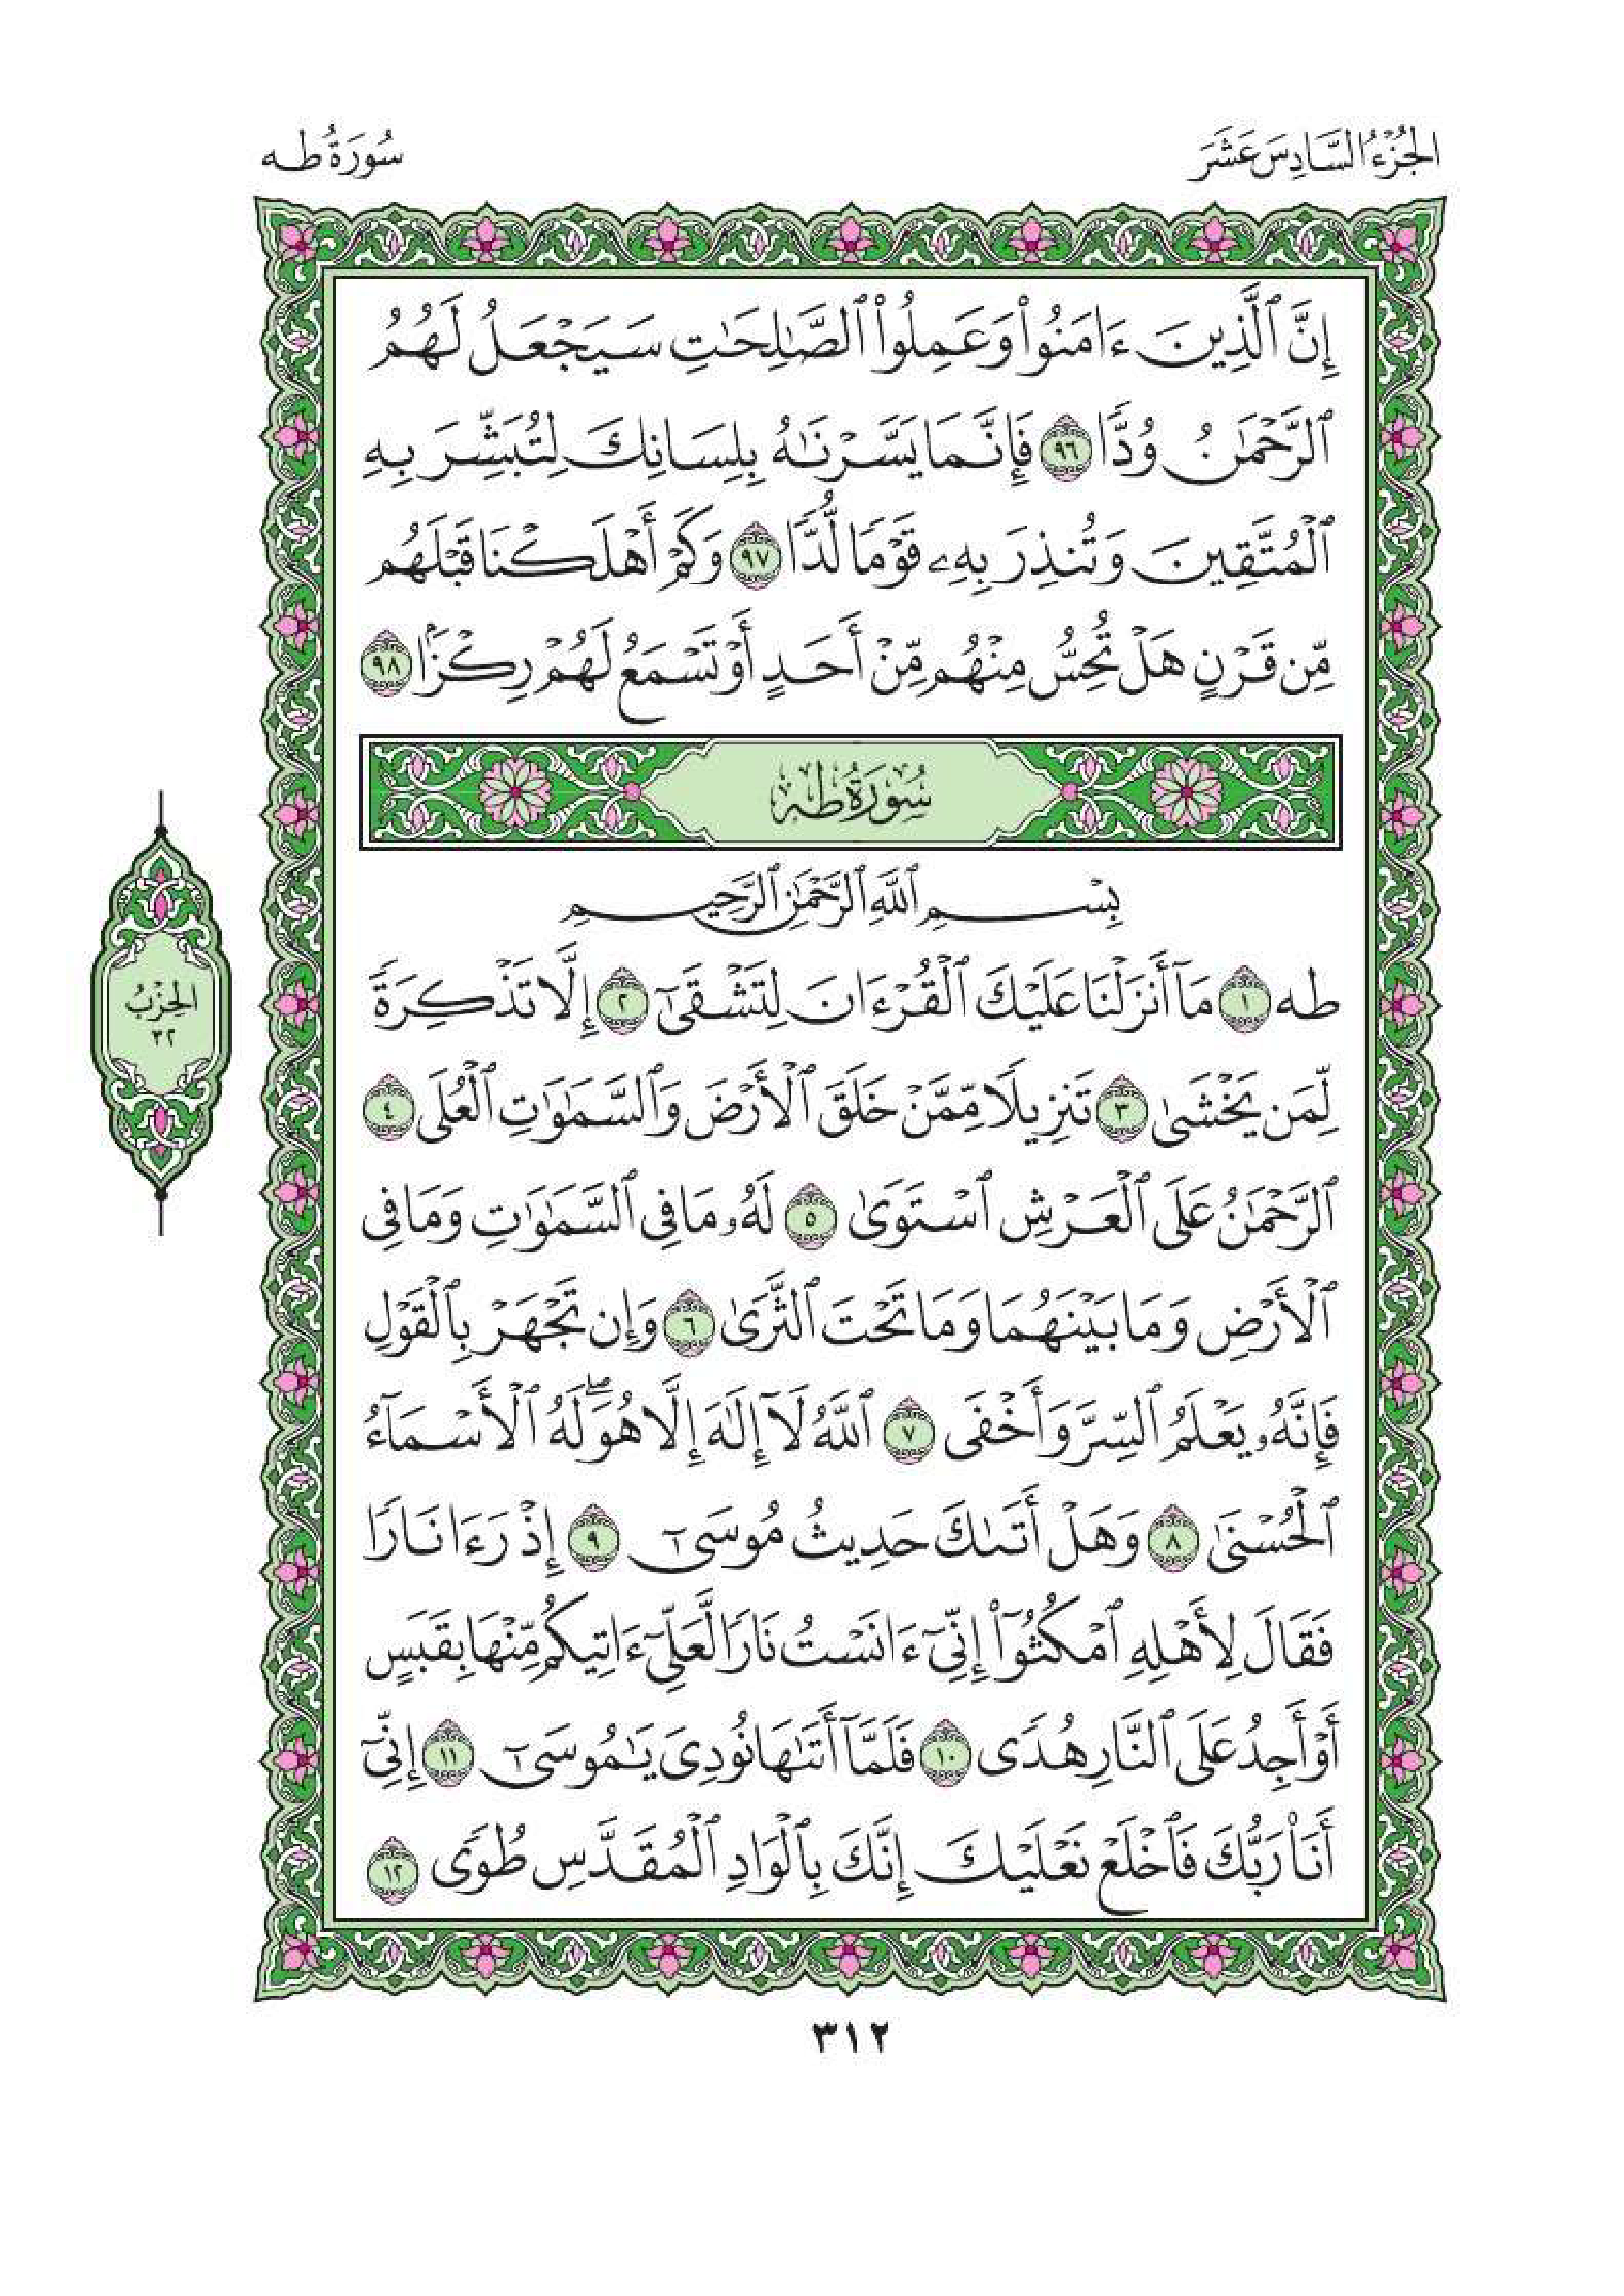 الجُزْءُ السَّادِسَ عَشَرَ
سُورَةُ طه
إِنَّ ٱلَّذِينَ ءَامَنُوا۟ وَعَمِلُوا۟ ٱلصَّـٰلِحَـٰتِ سَيَجْعَلُ لَهُمُ
ٱلرَّحْمَـٰنُ وُدًّا ٩٦ فَإِنَّمَا يَسَّرْنَـٰهُ بِلِسَانِكَ لِتُبَشِّرَ بِهِ
ٱلْمُتَّقِينَ وَتُنذِرَ بِهِۦ قَوْمًا لُّدًّا ٩٧ وَكَمْ أَهْلَكْنَا قَبْلَهُم
مِّن قَرْنٍ هَلْ تُحِسُّ مِنْهُم مِّنْ أَحَدٍ أَوْ تَسْمَعُ لَهُمْ رِكْزًۢا ٩٨
سُورَةُ طه
بِسْمِ ٱللَّهِ ٱلرَّحْمَـٰنِ ٱلرَّحِيمِ
طه ١ مَآ أَنزَلْنَا عَلَيْكَ ٱلْقُرْءَانَ لِتَشْقَىٰٓ ٢ إِلَّا تَذْكِرَةً
لِّمَن يَخْشَىٰ ٣ تَنزِيلًا مِّمَّنْ خَلَقَ ٱلْأَرْضَ وَٱلسَّمَـٰوَٰتِ ٱلْعُلَى ٤
ٱلرَّحْمَـٰنُ عَلَى ٱلْعَرْشِ ٱسْتَوَىٰ ٥ لَهُۥ مَا فِى ٱلسَّمَـٰوَٰتِ وَمَا فِى
ٱلْأَرْضِ وَمَا بَيْنَهُمَا وَمَا تَحْتَ ٱلثَّرَىٰ ٦ وَإِن تَجْهَرْ بِٱلْقَوْلِ
فَإِنَّهُۥ يَعْلَمُ ٱلسِّرَّ وَأَخْفَى ٧ ٱللَّهُ لَآ إِلَـٰهَ إِلَّا هُوَ ۖ لَهُ ٱلْأَسْمَآءُ
ٱلْحُسْنَىٰ ٨ وَهَلْ أَتَىٰكَ حَدِيثُ مُوسَىٰٓ ٩ إِذْ رَءَا نَارًا
فَقَالَ لِأَهْلِهِ ٱمْكُثُوٓا۟ إِنِّىٓ ءَانَسْتُ نَارًا لَّعَلِّىٓ ءَاتِيكُم مِّنْهَا بِقَبَسٍ
أَوْ أَجِدُ عَلَى ٱلنَّارِ هُدًى ١٠ فَلَمَّآ أَتَىٰهَا نُودِىَ يَـٰمُوسَىٰٓ ١١ إِنِّىٓ
أَنَا۠ رَبُّكَ فَٱخْلَعْ نَعْلَيْكَ إِنَّكَ بِٱلْوَادِ ٱلْمُقَدَّسِ طُوًى ١٢
الحِزْبُ
٣٢
٣١٢